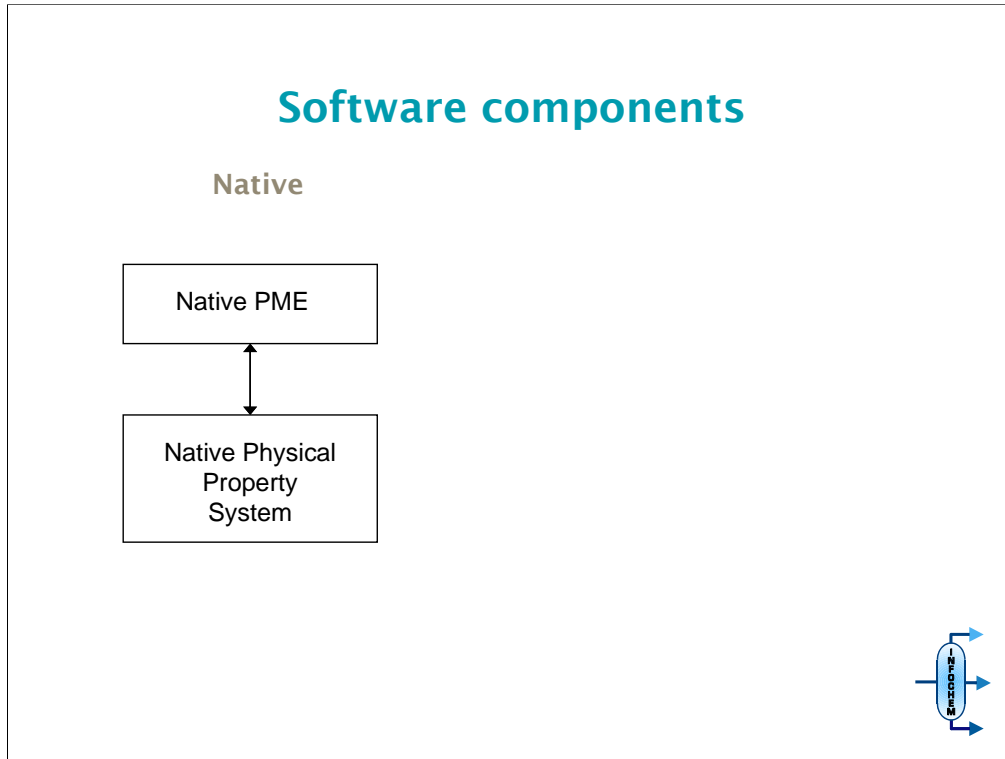 Software components
Native
Native PME
Native Physical
Property
System
INFOCHEM